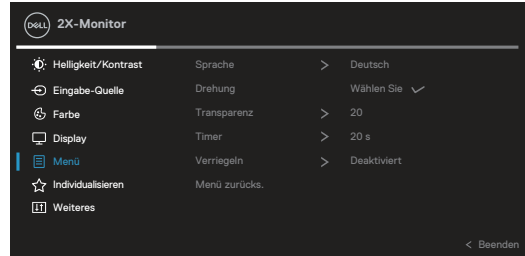 DELL 2X-Monitor
Helligkeit/Kontrast Sprache > Deutsch
Eingabe-Quelle Drehung Wählen Sie ✓
Farbe Transparenz > 20
Display Timer > 20 s
Menü Verriegeln > Deaktiviert
Individualisieren Menü zurücks.
Weiteres
< Beenden